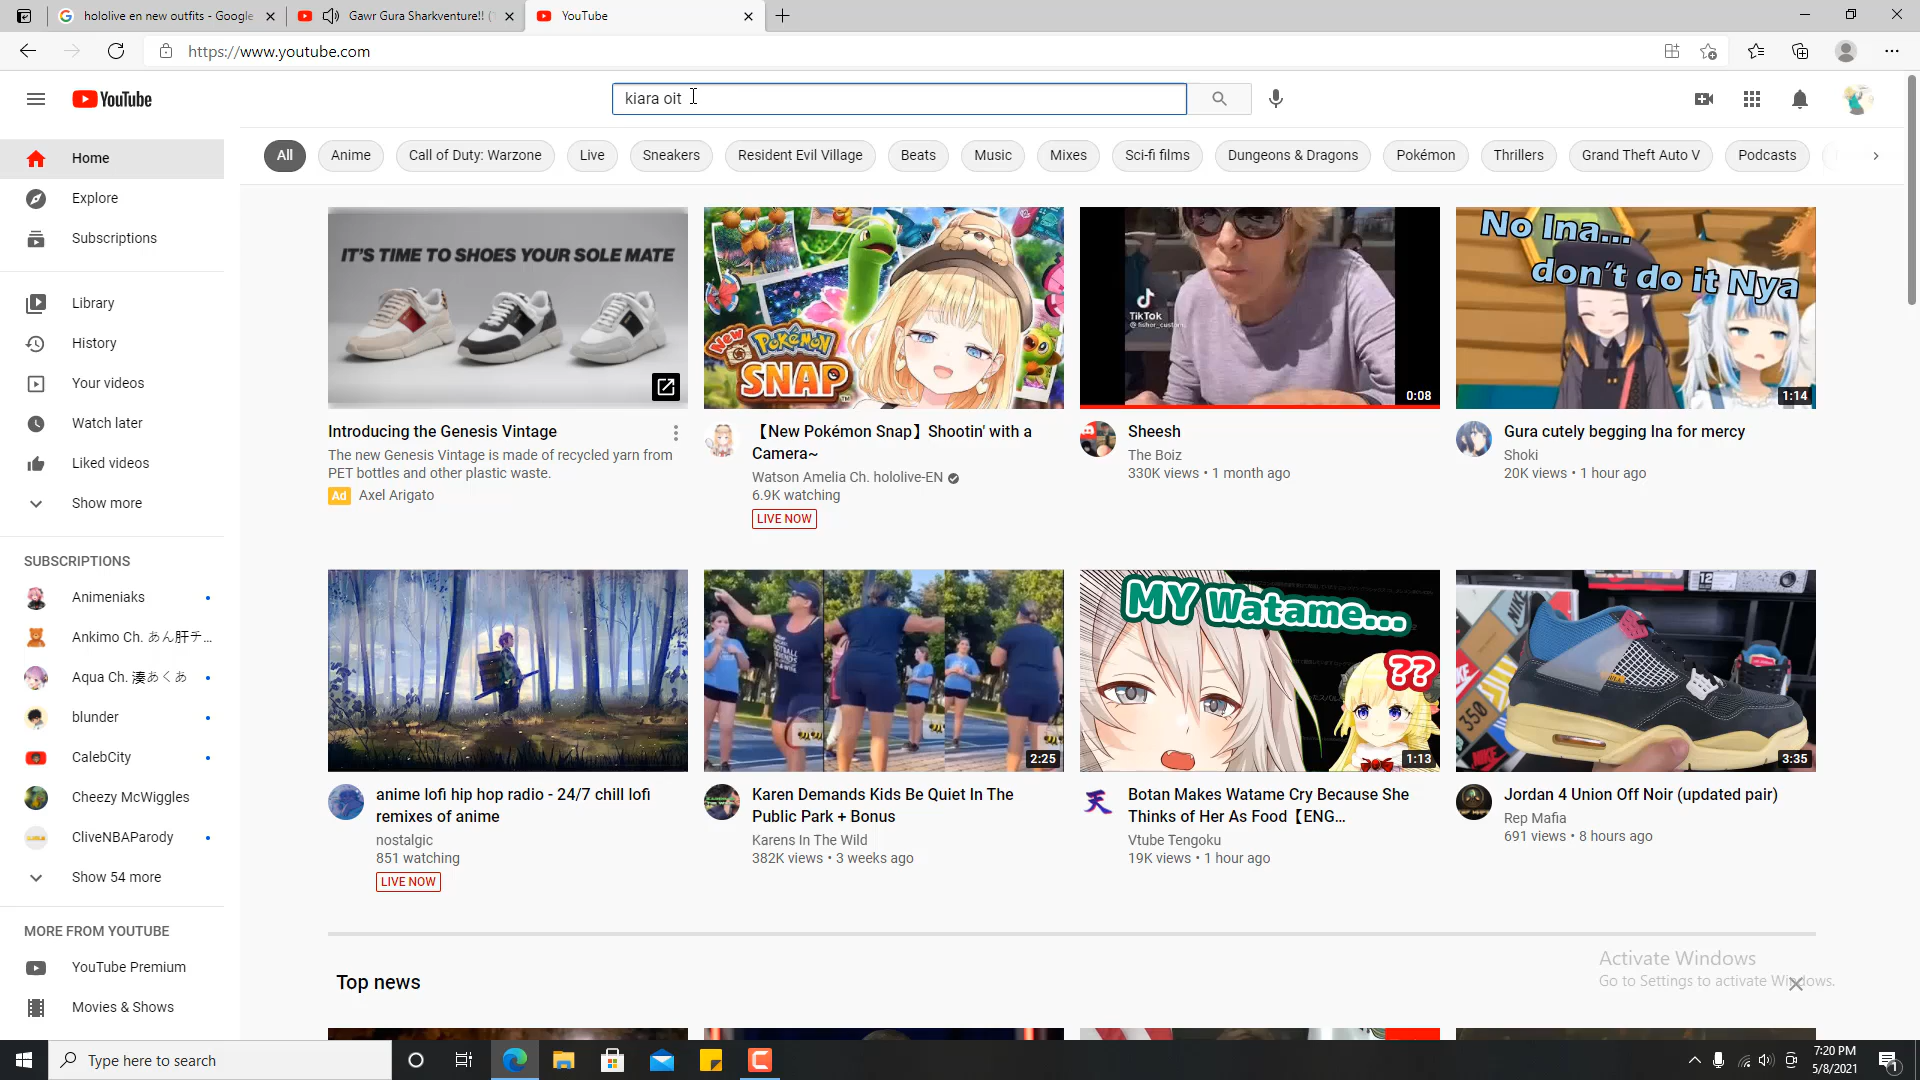 hololive en new outfits - Google
Gawr Gura Sharkventure!! (
YouTube
https://www.youtube.com
YouTube
kiara oit
All
Anime
Call of Duty: Warzone
Live
Sneakers
Resident Evil Village
Beats
Music
Mixes
Sci-fi films
Dungeons & Dragons
Pokémon
Thrillers
Grand Theft Auto V
Podcasts
Home
Explore
Subscriptions
Library
History
Your videos
Watch later
Liked videos
Show more
SUBSCRIPTIONS
Animeniaks
Ankimo Ch. あん肝チ...
Aqua Ch. 湊あくあ
blunder
CalebCity
Cheezy McWiggles
CliveNBAParody
Show 54 more
MORE FROM YOUTUBE
YouTube Premium
Movies & Shows
IT'S TIME TO SHOES YOUR SOLE MATE
Introducing the Genesis Vintage
The new Genesis Vintage is made of recycled yarn from
PET bottles and other plastic waste.
Ad Axel Arigato
New Pokémon
SNAP
【New Pokémon Snap】Shootin' with a
Camera~
Watson Amelia Ch. hololive-EN
6.9K watching
LIVE NOW
TikTok
0:08
Sheesh
The Boiz
330K views • 1 month ago
No Ina...
don't do it Nya
1:14
Gura cutely begging Ina for mercy
Shoki
20K views • 1 hour ago
anime lofi hip hop radio - 24/7 chill lofi
remixes of anime
nostalgic
851 watching
LIVE NOW
2:25
Karen Demands Kids Be Quiet In The
Public Park + Bonus
Karens In The Wild
382K views • 3 weeks ago
MY Watame...
??
1:13
天
Botan Makes Watame Cry Because She
Thinks of Her As Food【ENG...
Vtube Tengoku
19K views • 1 hour ago
12
350
NIKE
3:35
Jordan 4 Union Off Noir (updated pair)
Rep Mafia
691 views • 8 hours ago
Top news
Activate Windows
Go to Settings to activate Windows.
Type here to search
7:20 PM
5/8/2021
1